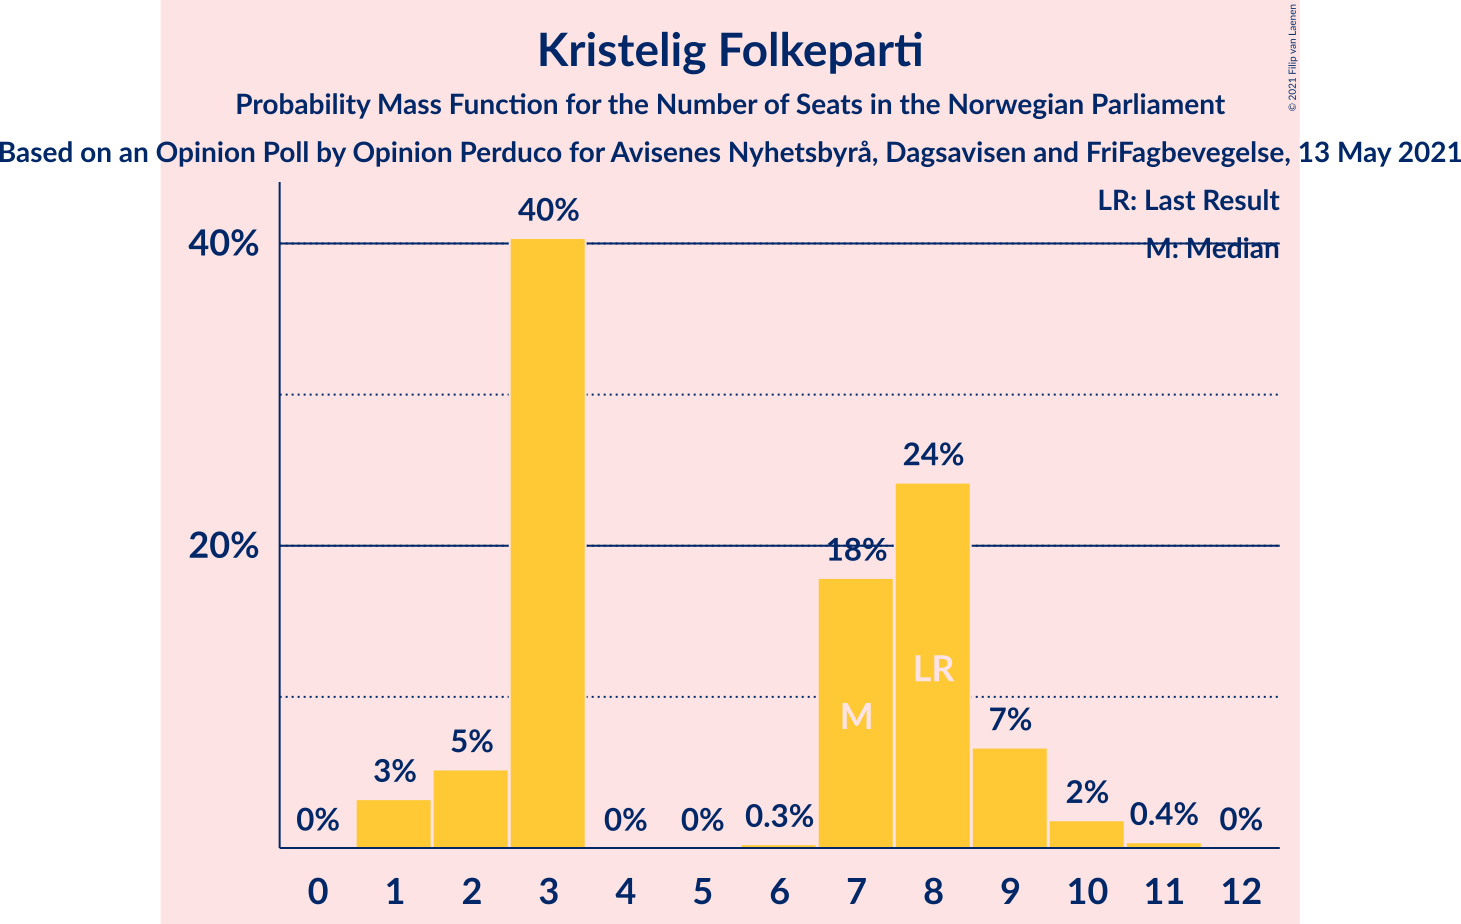 Kristelig Folkeparti
Probability Mass Function for the Number of Seats in the Norwegian Parliament
Based on an Opinion Poll by Opinion Perduco for Avisenes Nyhetsbyrå, Dagsavisen and FriFagbevegelse, 13 May 2021
© 2021 Filip van Laenen
LR: Last Result
M: Median
40%
20%
0%
3%
5%
40%
0%
0%
0.3%
18%
24%
7%
2%
0.4%
0%
M
LR
0 1 2 3 4 5 6 7 8 9 10 11 12